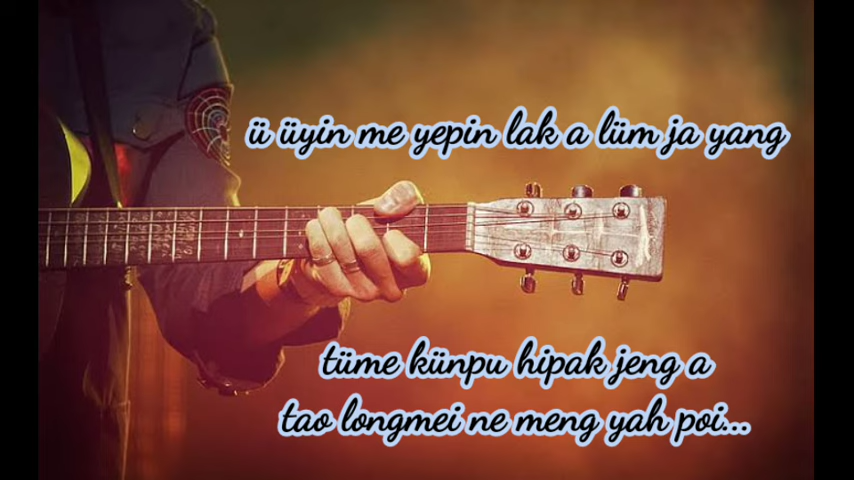 ü üyin me yepin lak a lüm ja yang
tüme künpu hipak jeng a
tao longmei ne meng yah poi...